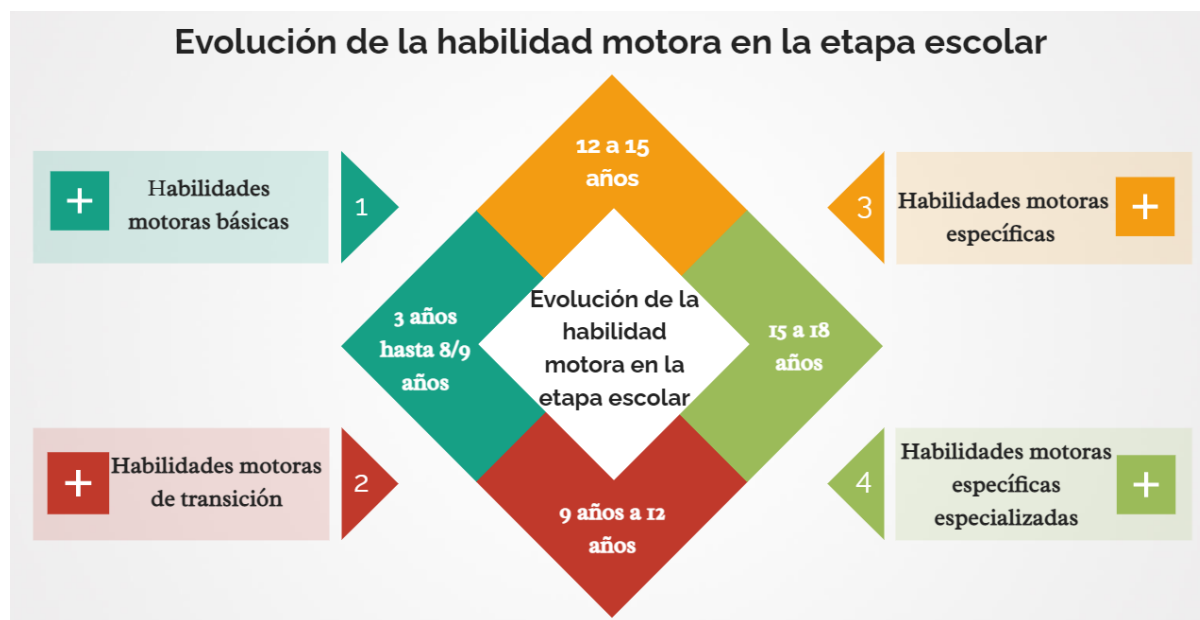 Evolución de la habilidad motora en la etapa escolar
+
Habilidades
motoras básicas
1
+
Habilidades motoras
de transición
2
12 a 15
años
3 años
hasta 8/9
años
Evolución de la
habilidad
motora en la
etapa escolar
15 a 18
años
9 años a 12
años
3
Habilidades motoras
específicas
+
4
Habilidades motoras
específicas
especializadas
+